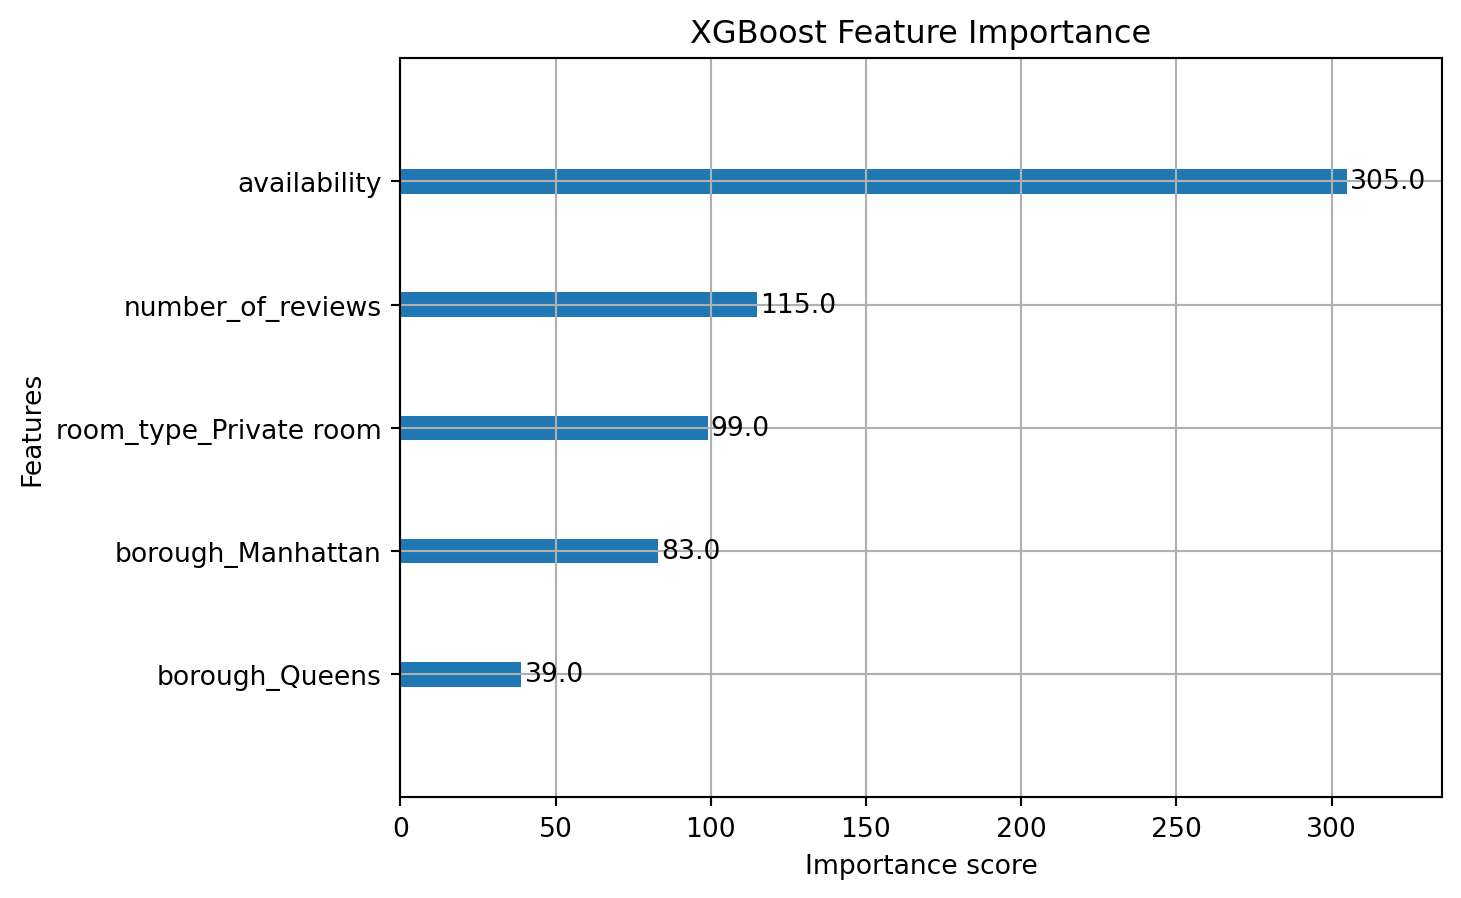 XGBoost Feature Importance
Features
availability
305.0
number_of_reviews
115.0
room_type_Private room
99.0
borough_Manhattan
83.0
borough_Queens
39.0
0 50 100 150 200 250 300
Importance score